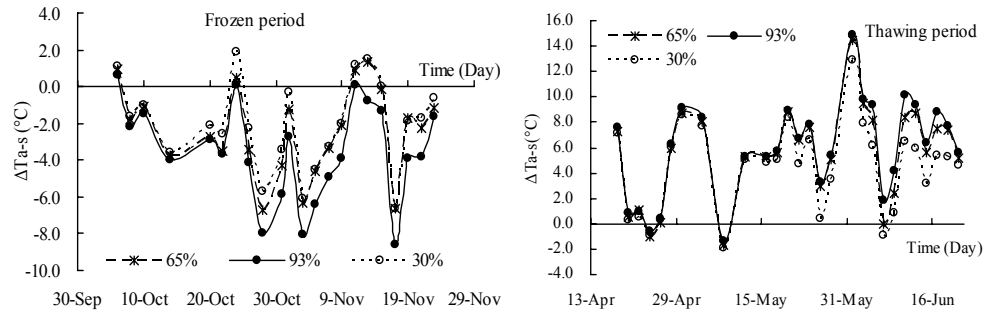 Frozen period
4.0
2.0
0.0
-2.0
-4.0
-6.0
-8.0
-10.0
ΔTa-s (°C)
Time (Day)
65% 93% 30%
30-Sep 10-Oct 20-Oct 30-Oct 9-Nov 19-Nov 29-Nov
Thawing period
65% 93%
30%
16.0
14.0
12.0
10.0
8.0
6.0
4.0
2.0
0.0
-2.0
-4.0
ΔTa-s(°C)
Time (Day)
13-Apr 29-Apr 15-May 31-May 16-Jun